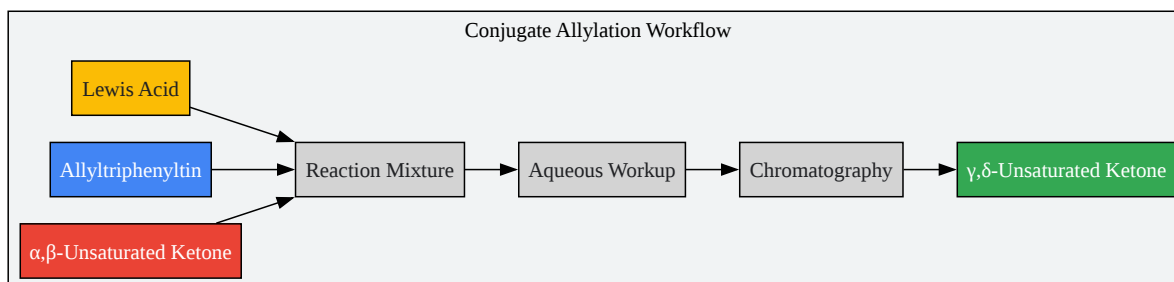 Conjugate Allylation Workflow
Lewis Acid
Allyltriphenyltin
Reaction Mixture
Aqueous Workup
Chromatography
γ,δ-Unsaturated Ketone
α,β-Unsaturated Ketone